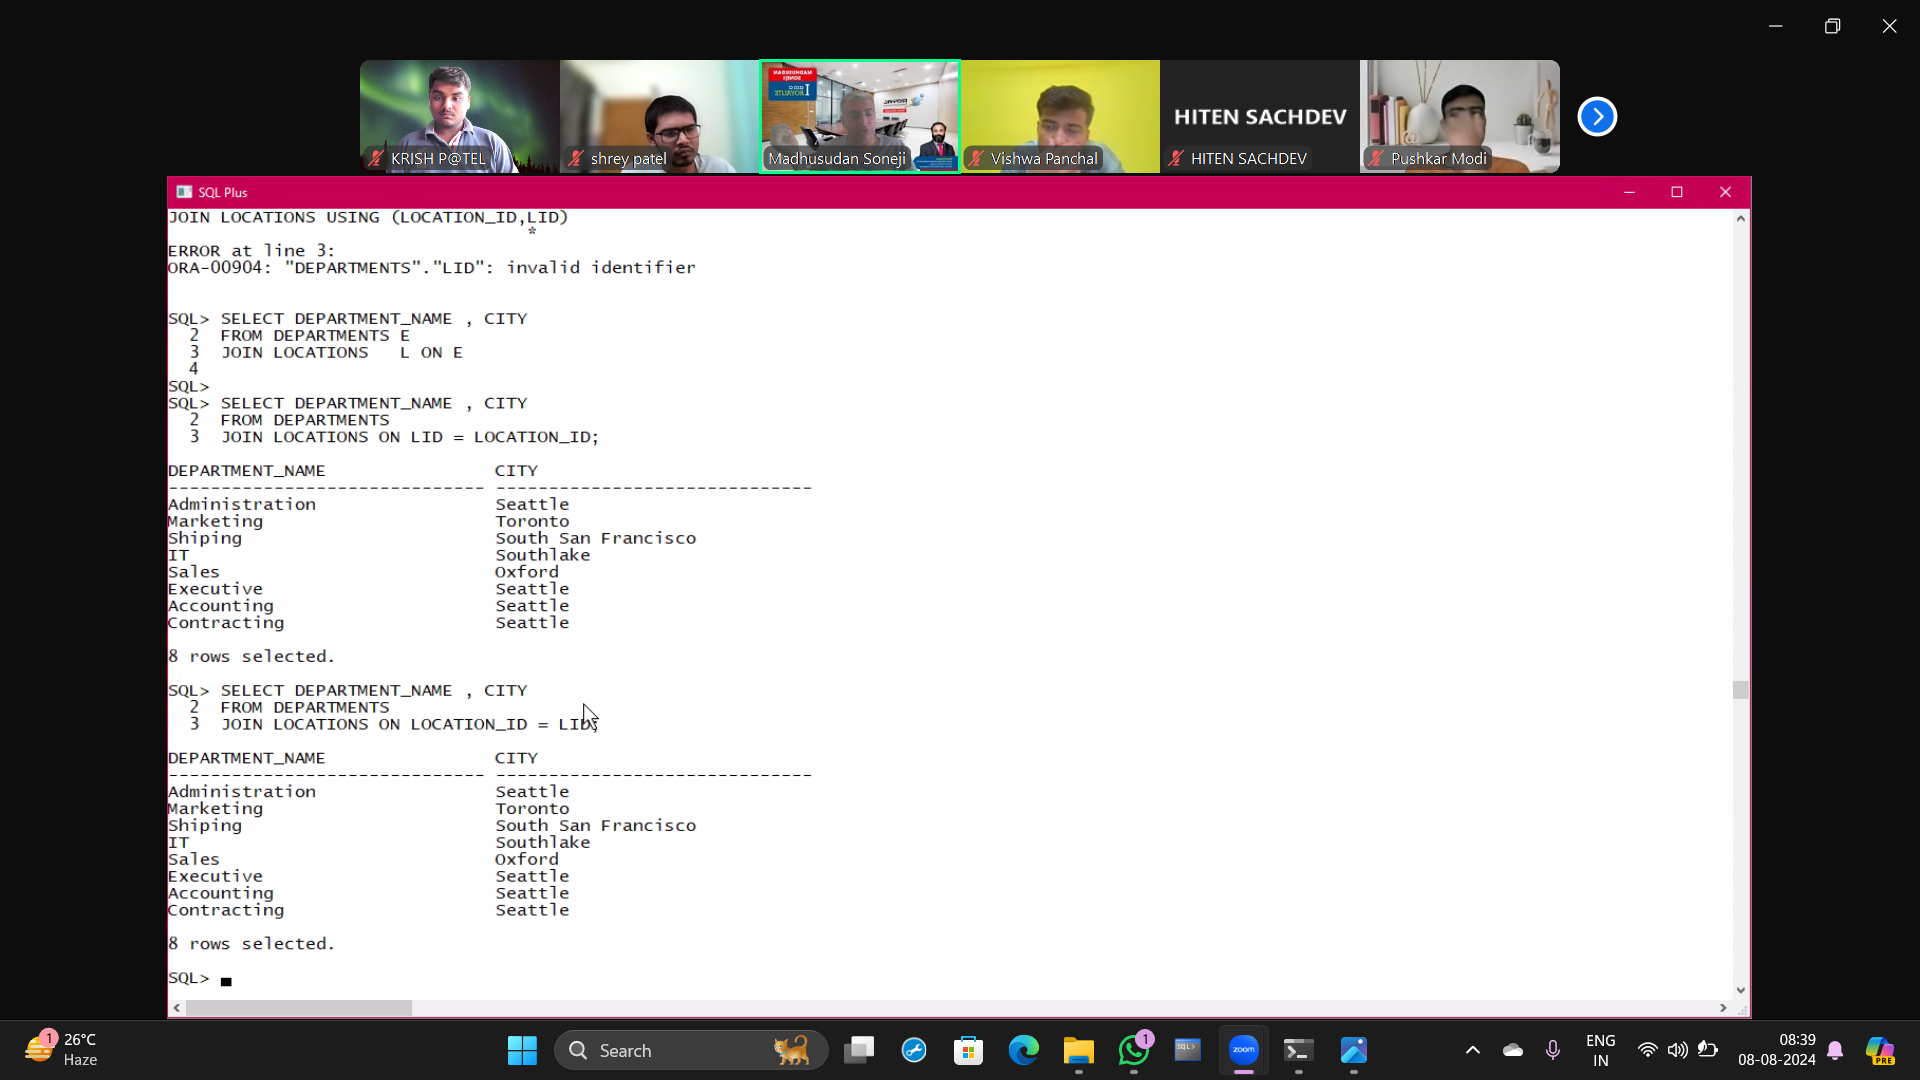 MADHUSUDAN
SONEJI
KRISH P@TEL
shrey patel
Madhusudan Soneji
Vishwa Panchal
HITEN SACHDEV
HITEN SACHDEV
Pushkar Modi
SQL Plus
JOIN LOCATIONS USING (LOCATION_ID,LID)
*
ERROR at line 3:
ORA-00904: "DEPARTMENTS"."LID": invalid identifier
SQL> SELECT DEPARTMENT_NAME , CITY
2 FROM DEPARTMENTS E
3 JOIN LOCATIONS L ON E
4
SQL>
SQL> SELECT DEPARTMENT_NAME , CITY
2 FROM DEPARTMENTS
3 JOIN LOCATIONS ON LID = LOCATION_ID;
DEPARTMENT_NAME CITY
------------------------------ ------------------------------
Administration Seattle
Marketing Toronto
Shiping South San Francisco
IT Southlake
Sales Oxford
Executive Seattle
Accounting Seattle
Contracting Seattle
8 rows selected.
SQL> SELECT DEPARTMENT_NAME , CITY
2 FROM DEPARTMENTS
3 JOIN LOCATIONS ON LOCATION_ID = LID;
DEPARTMENT_NAME CITY
------------------------------ ------------------------------
Administration Seattle
Marketing Toronto
Shiping South San Francisco
IT Southlake
Sales Oxford
Executive Seattle
Accounting Seattle
Contracting Seattle
8 rows selected.
SQL>
1
26°C
Haze
Search
1
SQL>
zoom
ENG
IN
08:39
08-08-2024
PRE